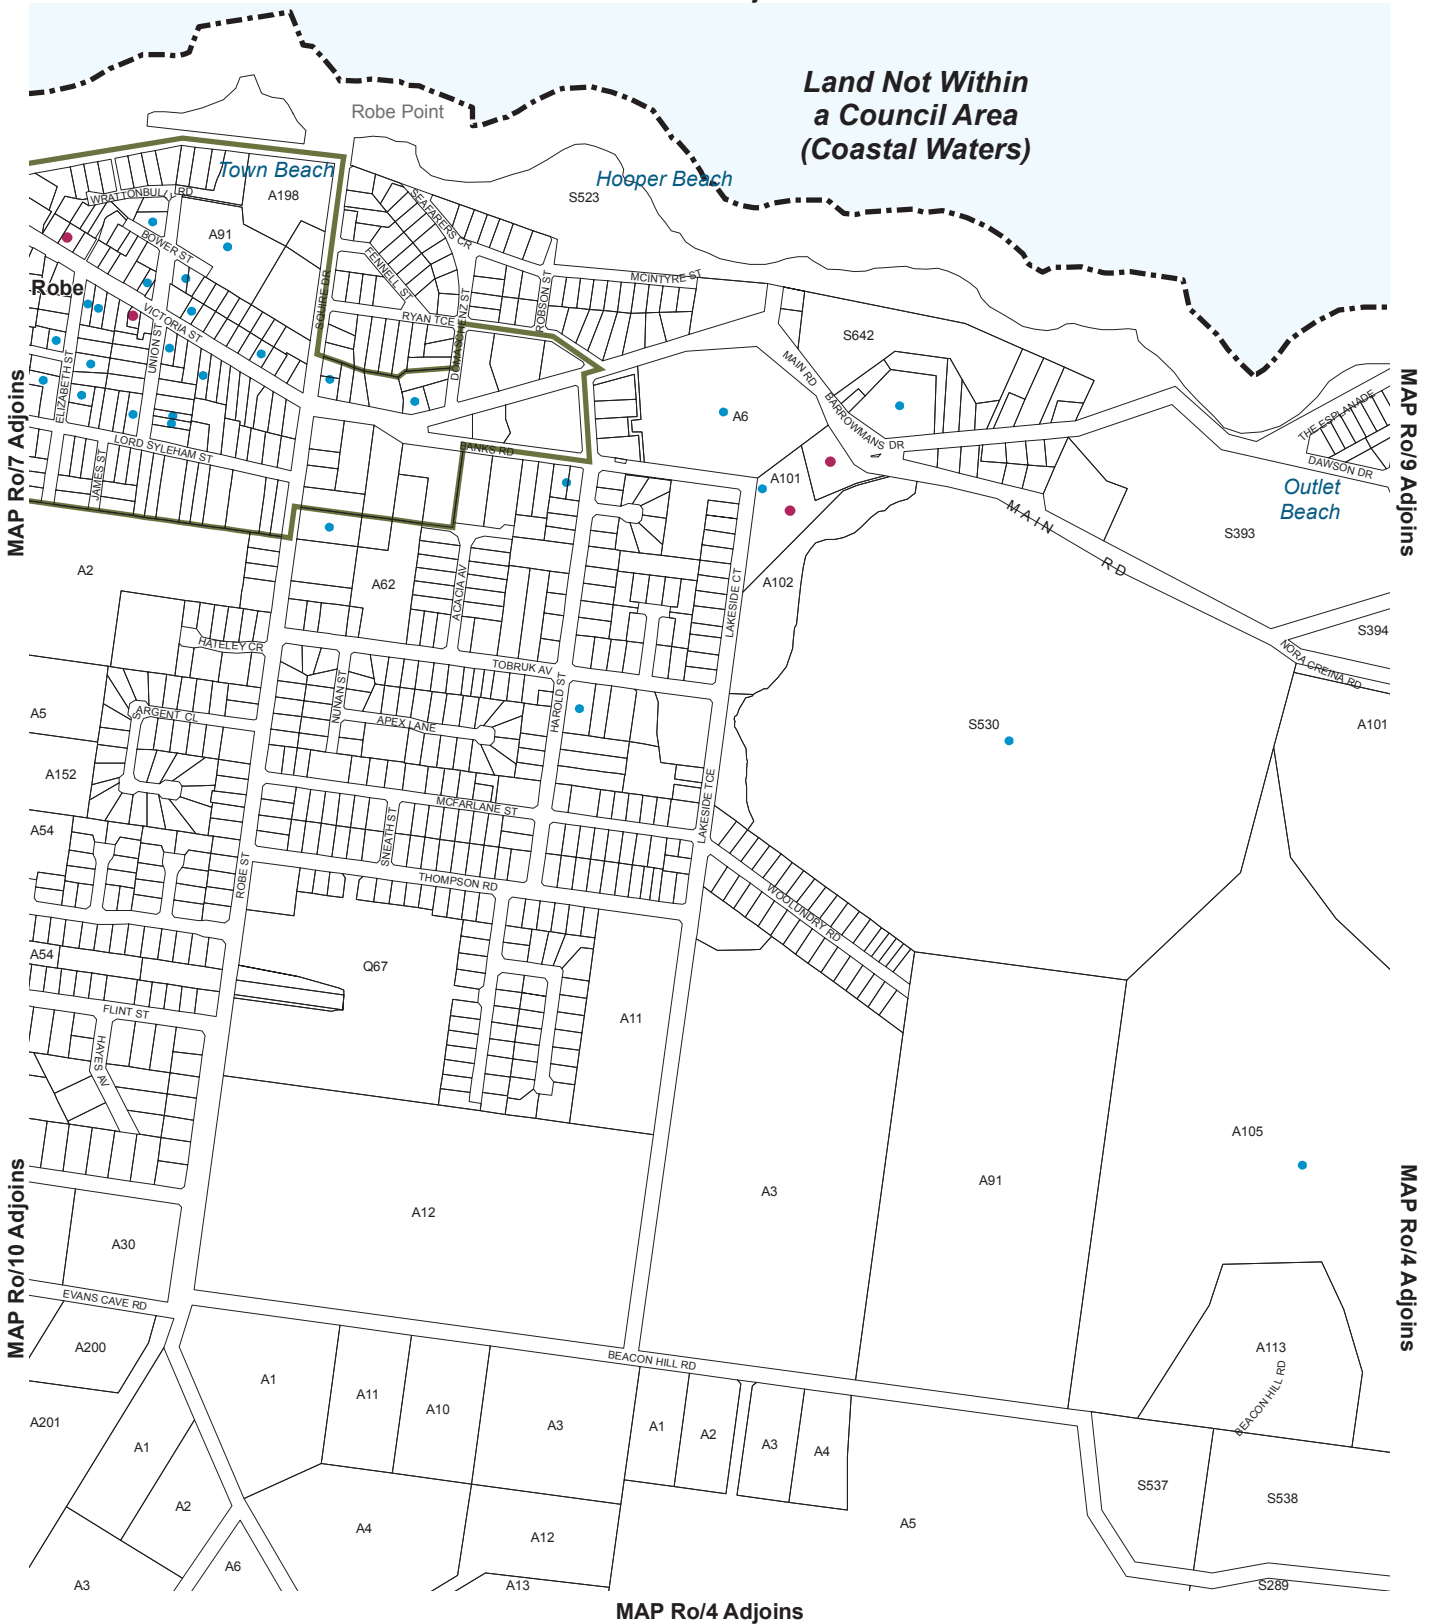 Land Not Within
a Council Area
(Coastal Waters)
Robe Point
Town Beach
Hooper Beach
S523
A198
WRATTONBULLY RD
SEAFARERS CR
A91
BOWER ST
FENNELL ST
MCINTYRE ST
Robe
SQUIRE DR
DOMASCHENZ ST
ROBSON ST
RYAN TCE
VICTORIA ST
UNION ST
S642
MAIN RD
ELIZABETH ST
MAP Ro/7 Adjoins
MAP Ro/9 Adjoins
A6
BARROWMANS DR
THE ESPLANADE
LORD SYLEHAM ST
BANKS RD
DAWSON DR
JAMES ST
A101
Outlet
Beach
MAIN RD
S393
A2
A62
ACACIA AV
A102
LAKESIDE CT
S394
HATELEY CR
TOBRUK AV
NORA CREINA RD
NUNAN ST
HAROLD ST
A5
ARGENT CL
APEX LANE
S530
A101
A152
MCFARLANE ST
LAKESIDE TCE
A54
SNEATH ST
ROBE ST
THOMPSON RD
WOOLUNDRY RD
A54
Q67
FLINT ST
A11
HAYES AV
A105
A3
A91
A12
MAP Ro/10 Adjoins
MAP Ro/4 Adjoins
A30
EVANS CAVE RD
A200
BEACON HILL RD
A113
BEACON HILL RD
A1
A11
A10
A3
A1
A2
A3
A4
A201
A1
A2
S537
S538
A4
A12
A5
A6
A3
A13
S289
MAP Ro/4 Adjoins